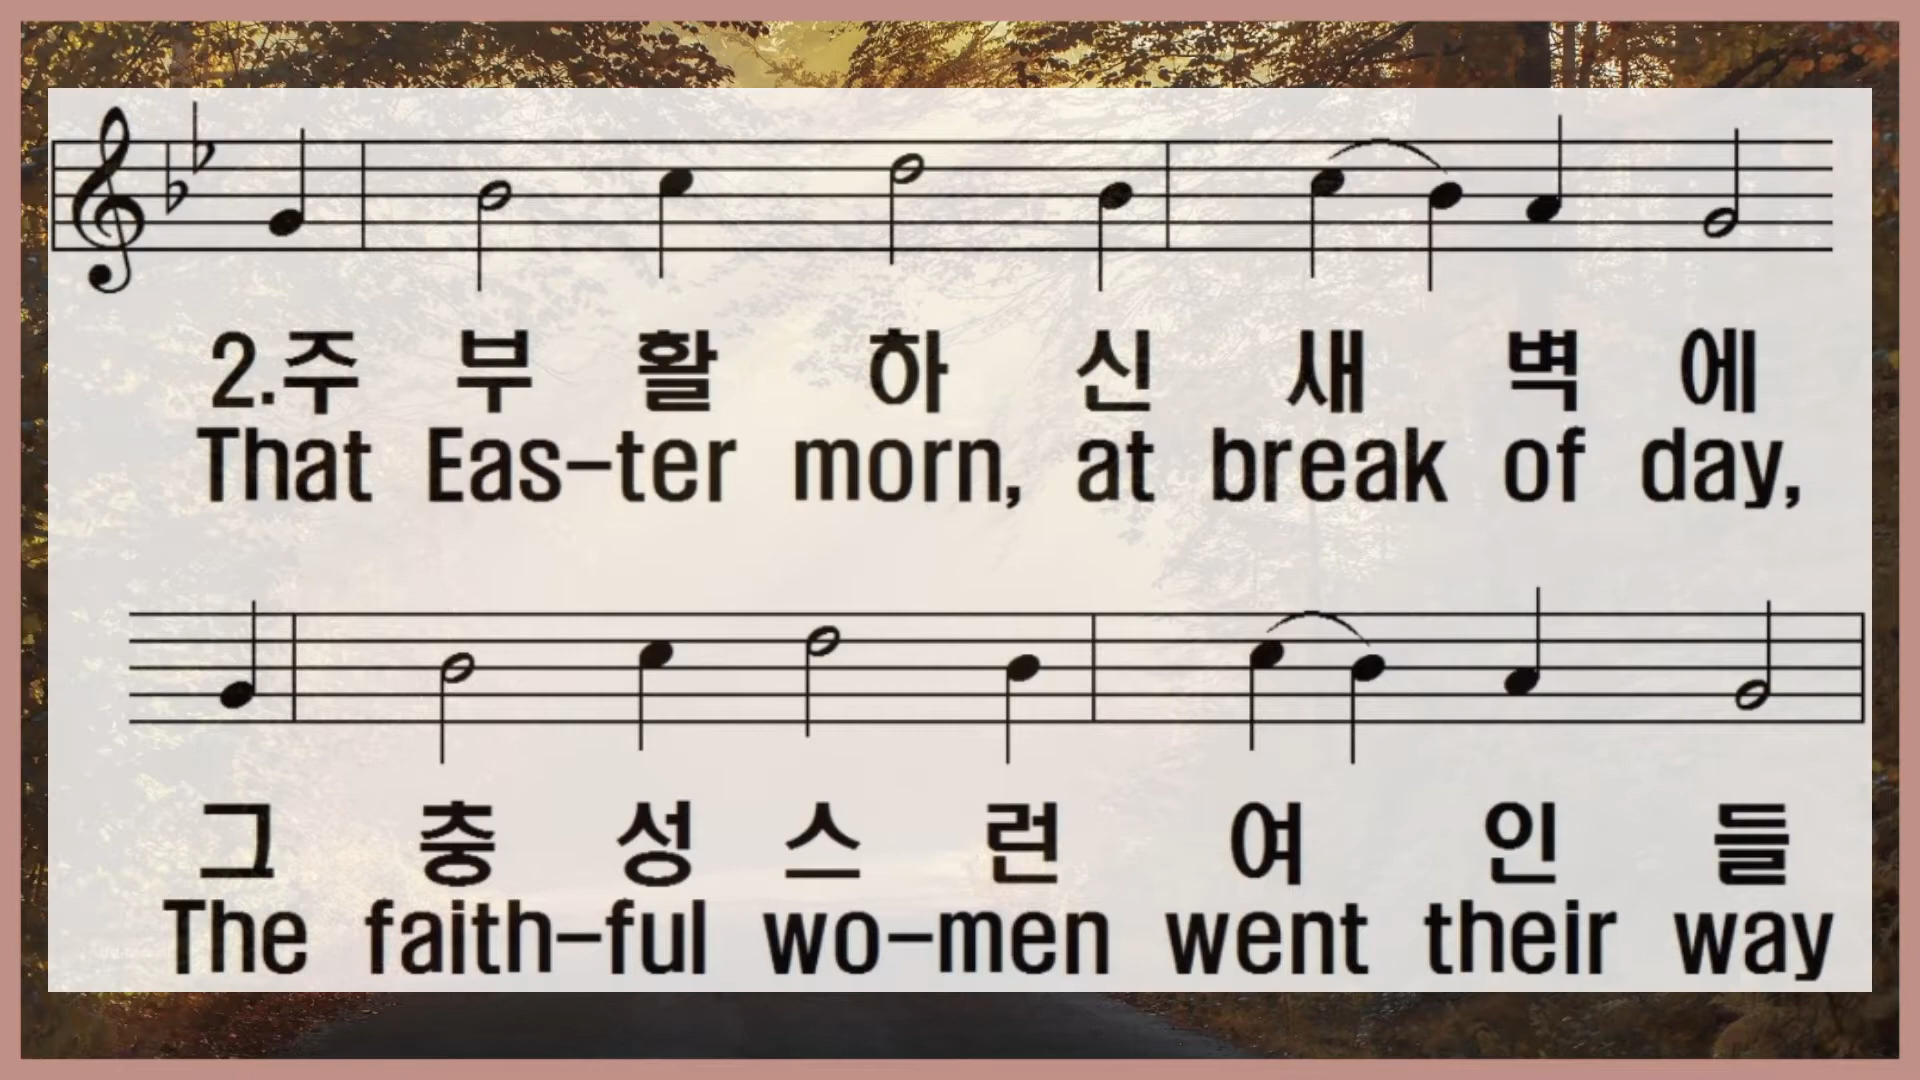 2.주 부 활 하 신 새 벽 에
That Eas-ter morn, at break of day,
그 충 성 스 런 여 인 들
The faith-ful wo-men went their way